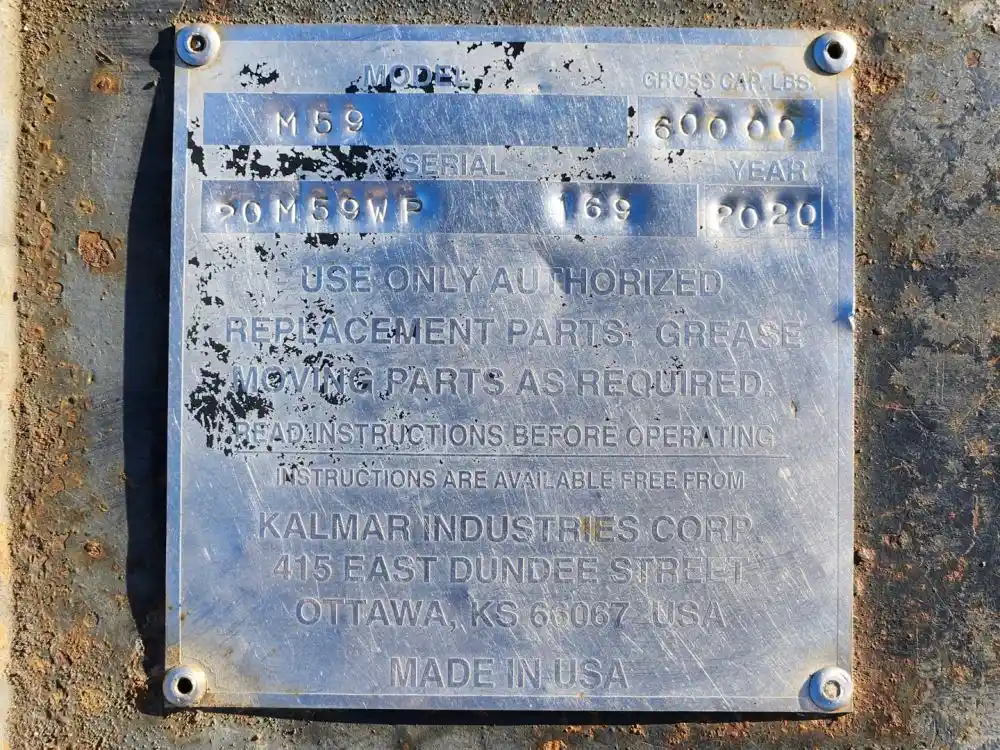 MODEL GROSS CAP. LBS.
M59 60000
SERIAL YEAR
20M59WP 169 2020
USE ONLY AUTHORIZED
REPLACEMENT PARTS: GREASE
MOVING PARTS AS REQUIRED.
READ INSTRUCTIONS BEFORE OPERATING
INSTRUCTIONS ARE AVAILABLE FREE FROM
KALMAR INDUSTRIES CORP.
415 EAST DUNDEE STREET
OTTAWA, KS 66067 USA
MADE IN USA